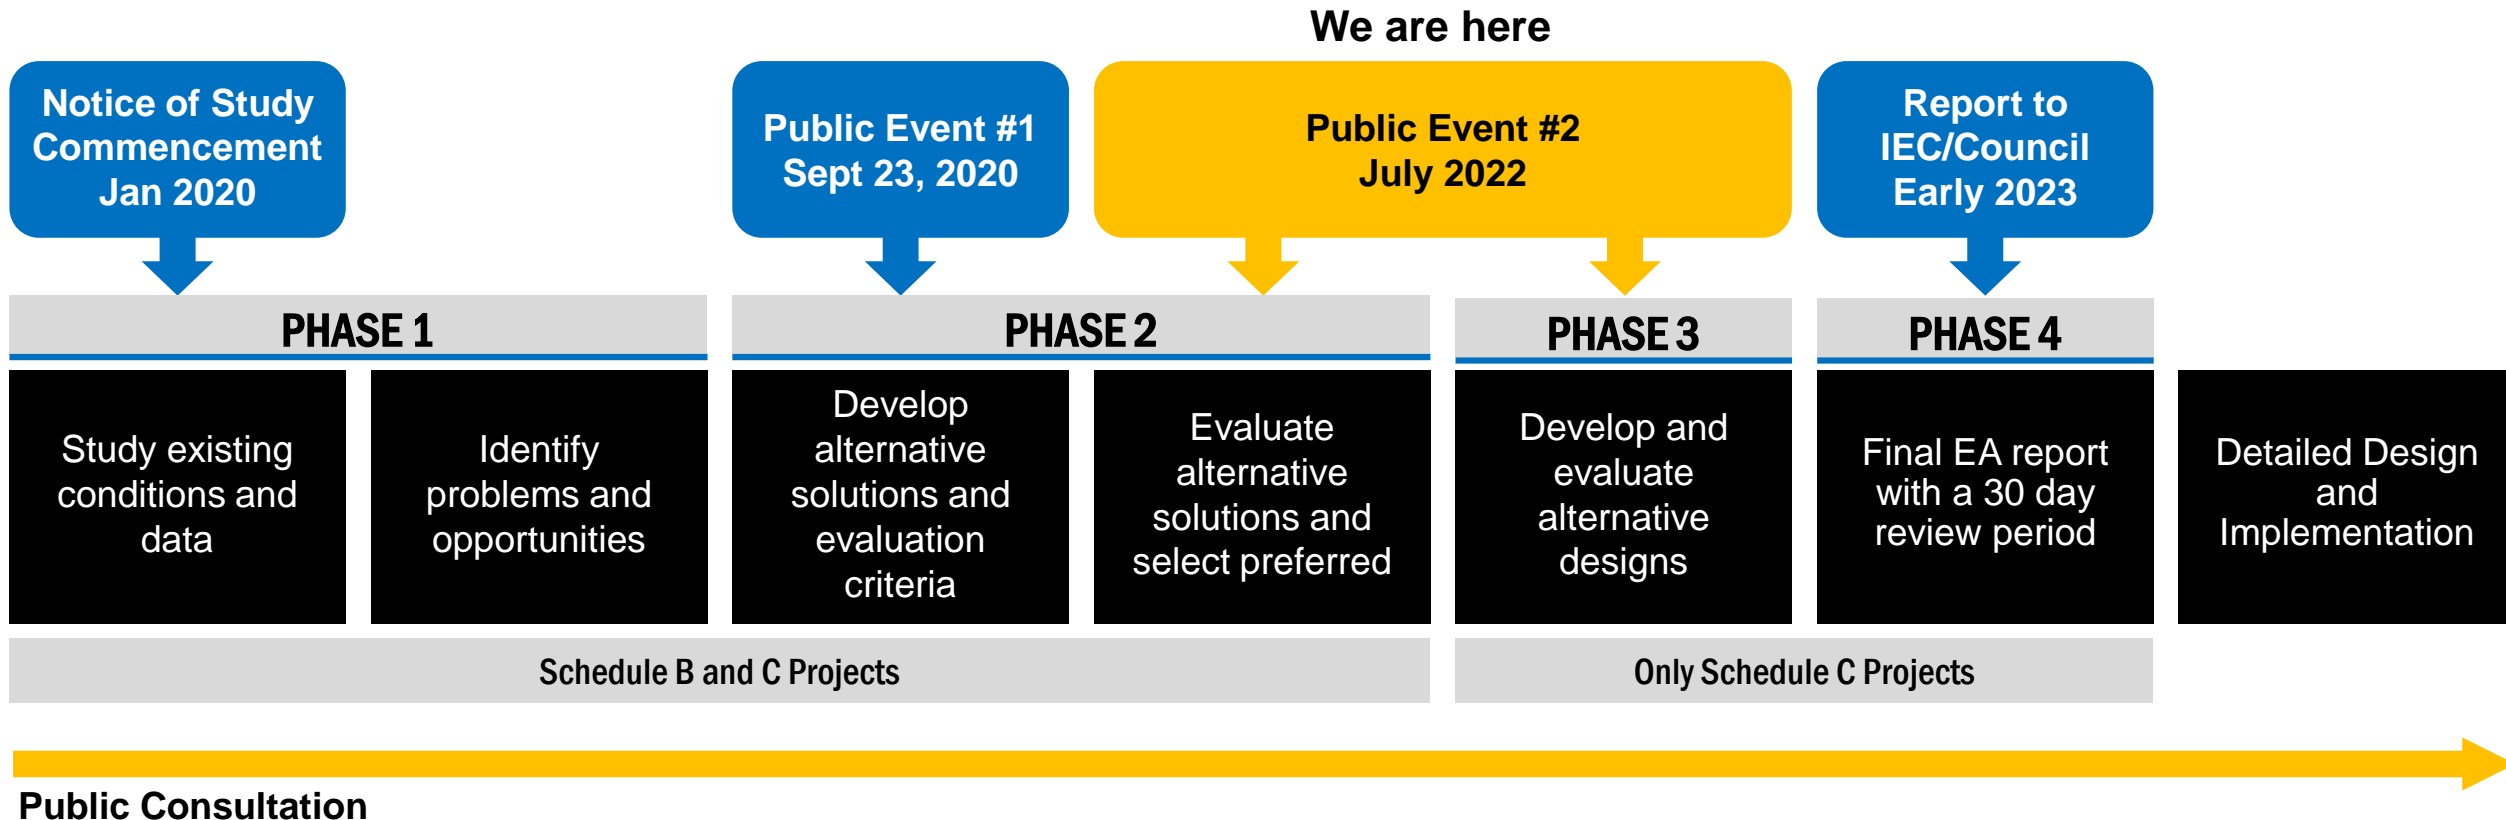 We are here
Notice of Study
Commencement
Jan 2020
Public Event #1
Sept 23, 2020
Public Event #2
July 2022
Report to
IEC/Council
Early 2023
PHASE 1
PHASE 2
PHASE 3
PHASE 4
Study existing
conditions and
data
Identify
problems and
opportunities
Develop
alternative
solutions and
evaluation
criteria
Evaluate
alternative
solutions and
select preferred
Develop and
evaluate
alternative
designs
Final EA report
with a 30 day
review period
Detailed Design
and
Implementation
Schedule B and C Projects
Only Schedule C Projects
Public Consultation